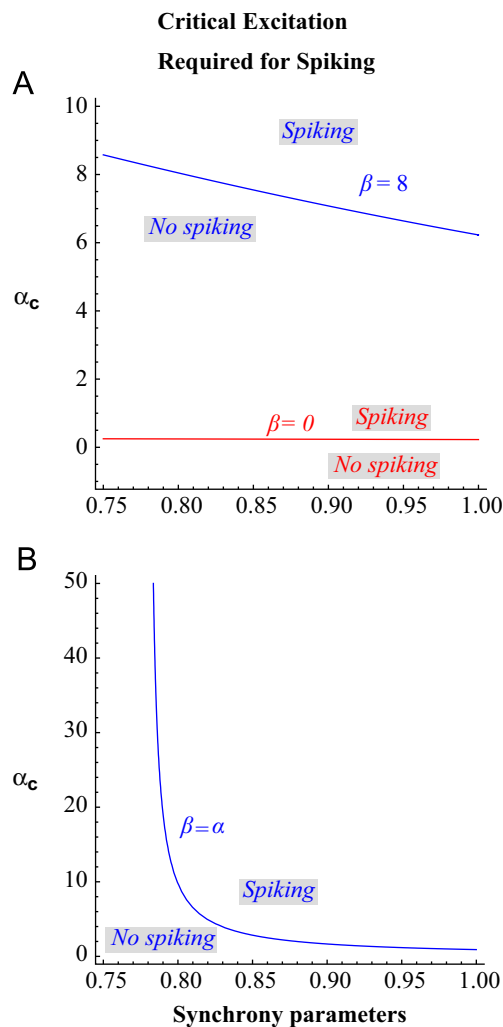 Critical Excitation
Required for Spiking
A
10
8
6
4
2
0
αc
Spiking
β = 8
No spiking
β = 0
Spiking
No spiking
0.75 0.80 0.85 0.90 0.95 1.00
B
50
40
30
20
10
0
αc
β = α
Spiking
No spiking
0.75 0.80 0.85 0.90 0.95 1.00
Synchrony parameters